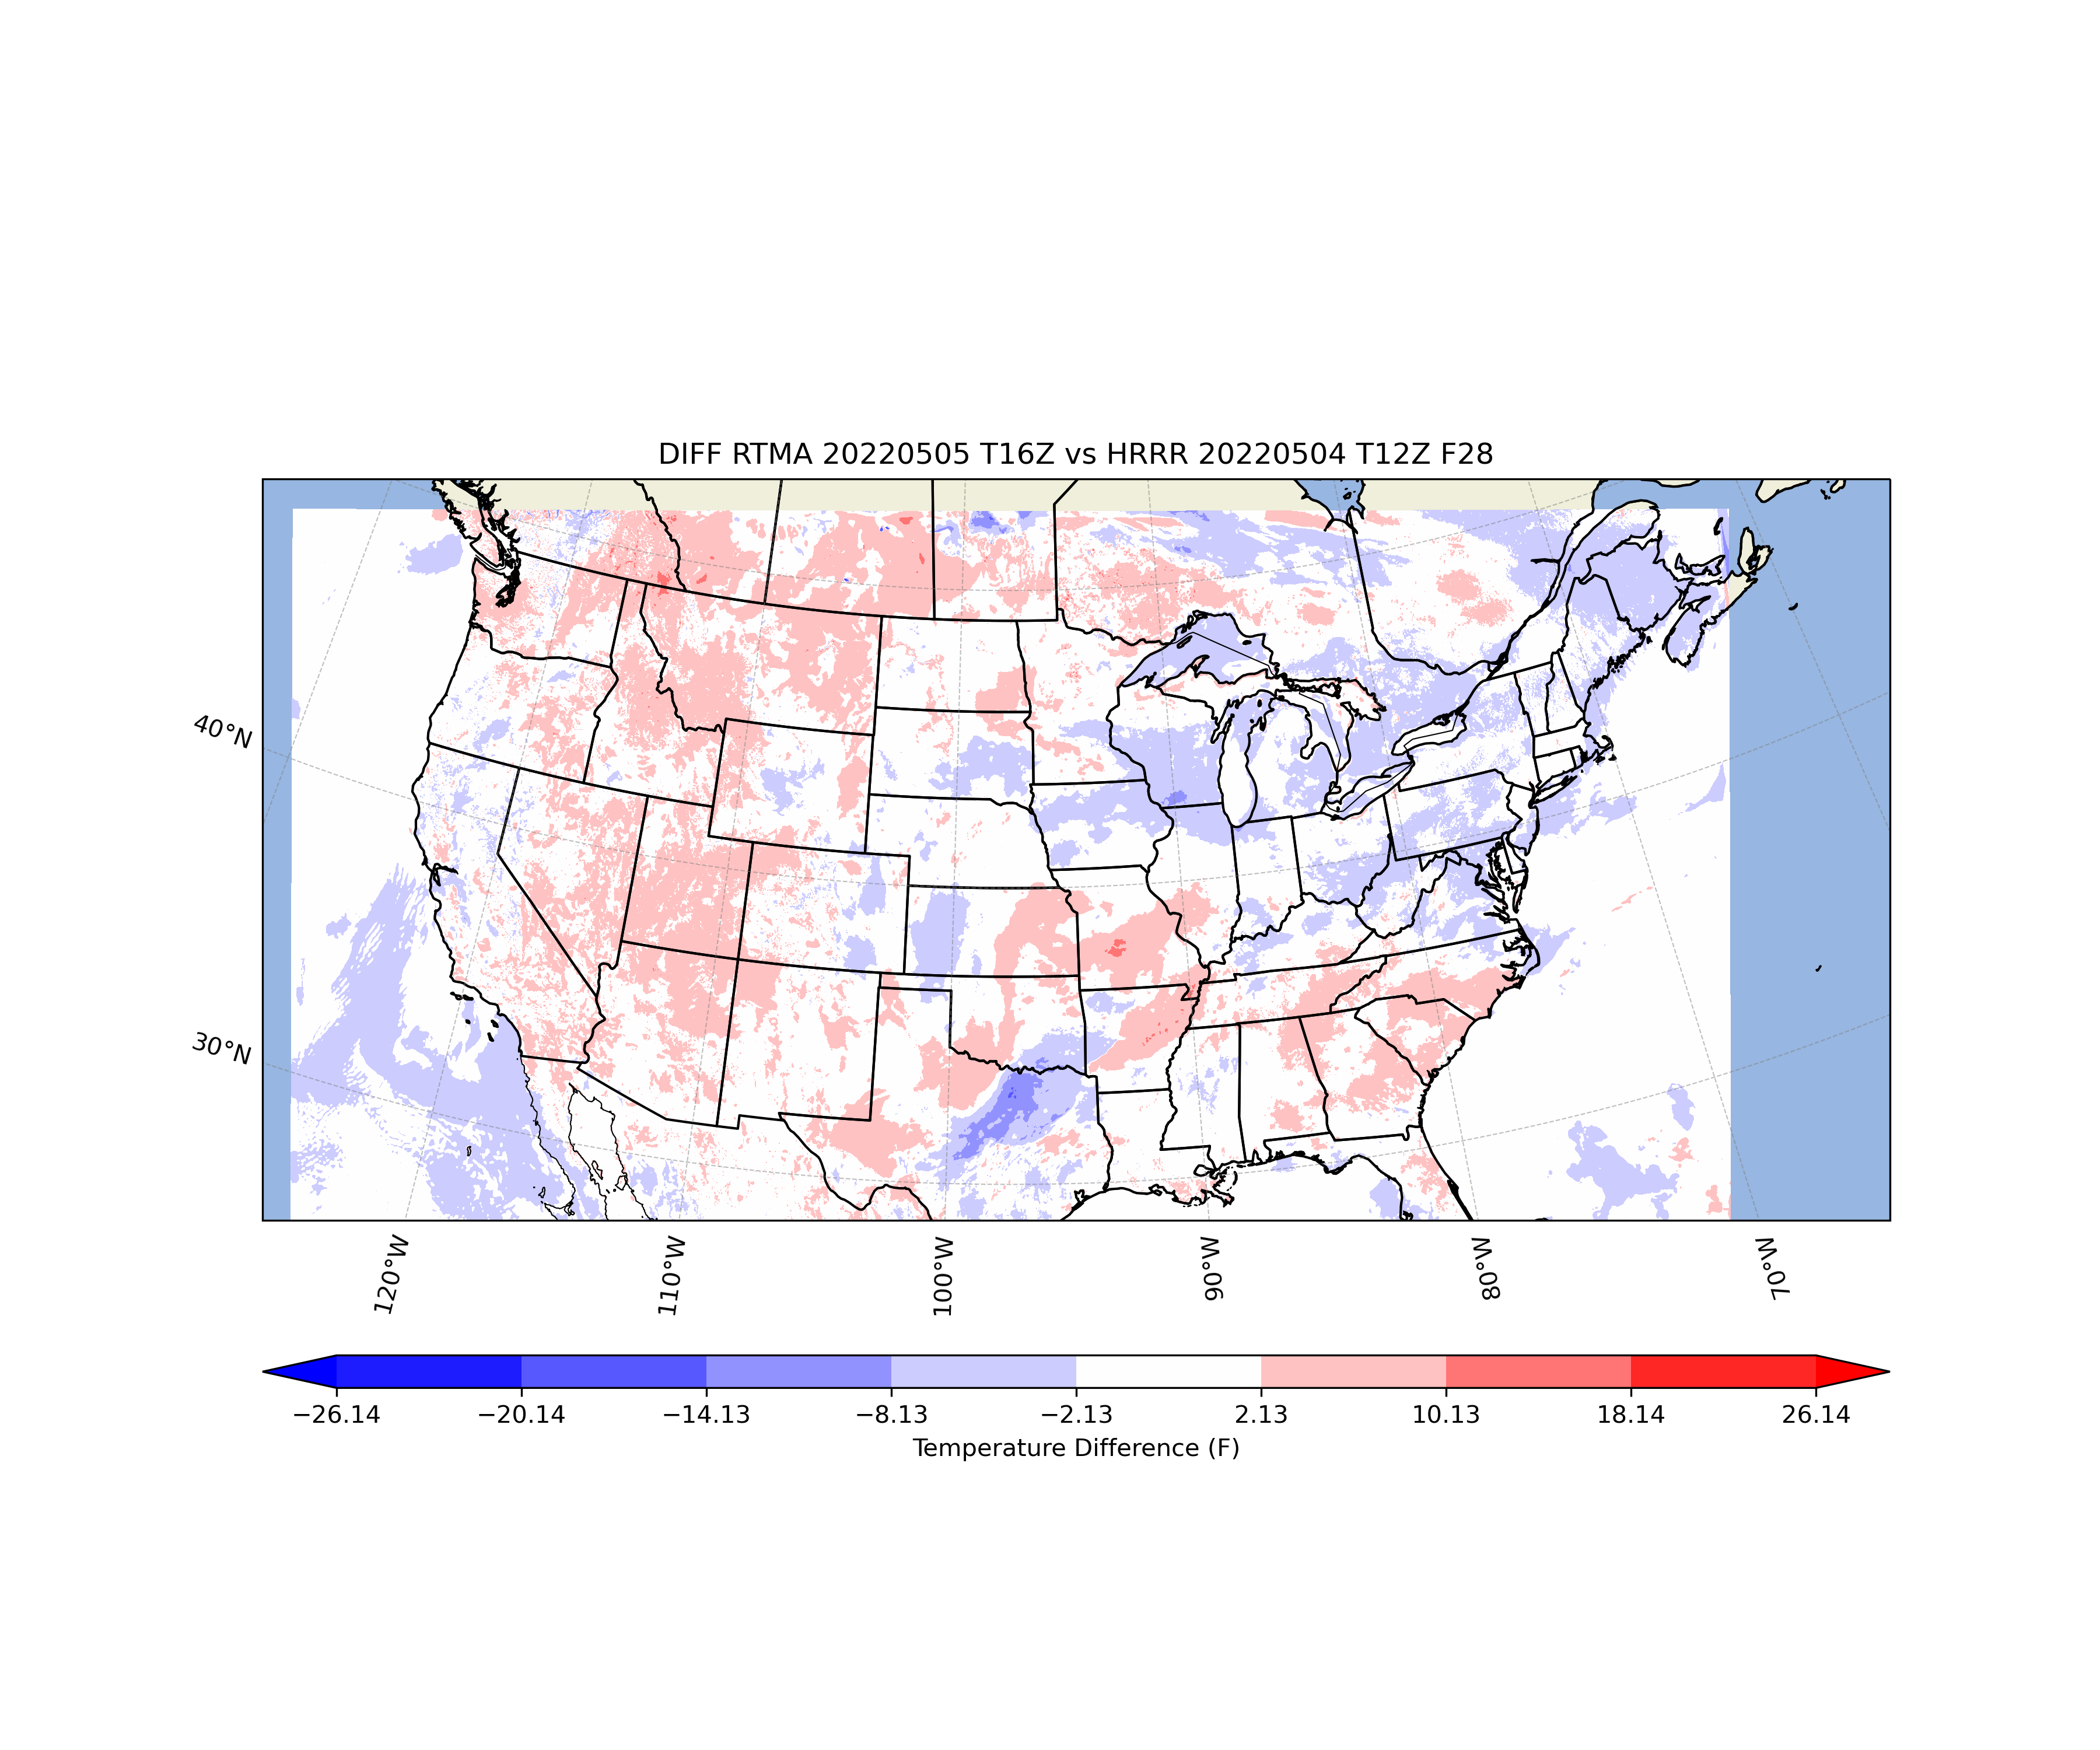 DIFF RTMA 20220505 T16Z vs HRRR 20220504 T12Z F28
40°N
30°N
120°W 110°W 100°W 90°W 80°W 70°W
−26.14 −20.14 −14.13 −8.13 −2.13 2.13 10.13 18.14 26.14
Temperature Difference (F)